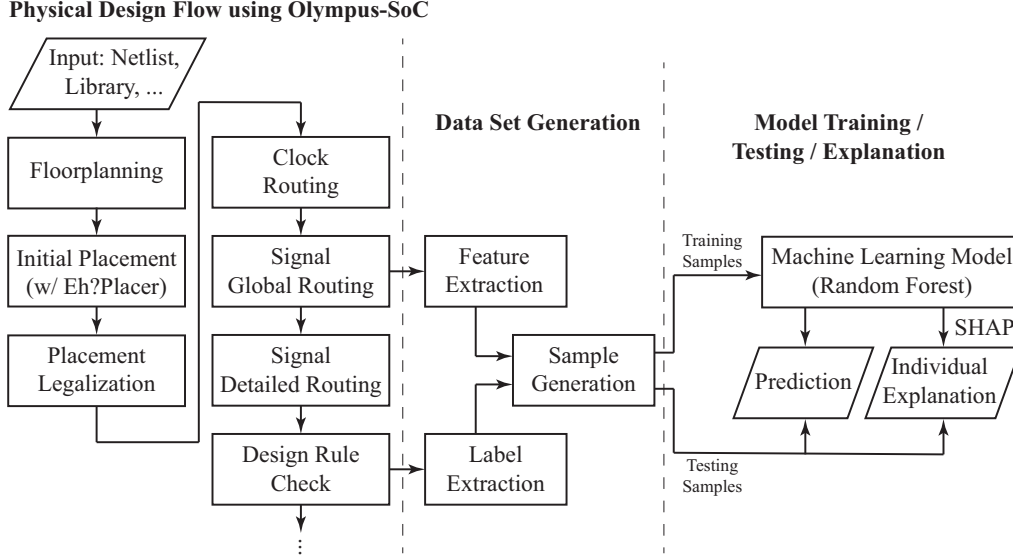 Physical Design Flow using Olympus-SoC
Input: Netlist,
Library, ...
Floorplanning
Initial Placement
(w/ Eh?Placer)
Placement
Legalization
Clock
Routing
Signal
Global Routing
Signal
Detailed Routing
Design Rule
Check
...
Data Set Generation
Feature
Extraction
Sample
Generation
Label
Extraction
Model Training /
Testing / Explanation
Training
Samples
Machine Learning Model
(Random Forest)
SHAP
Prediction
Individual
Explanation
Testing
Samples